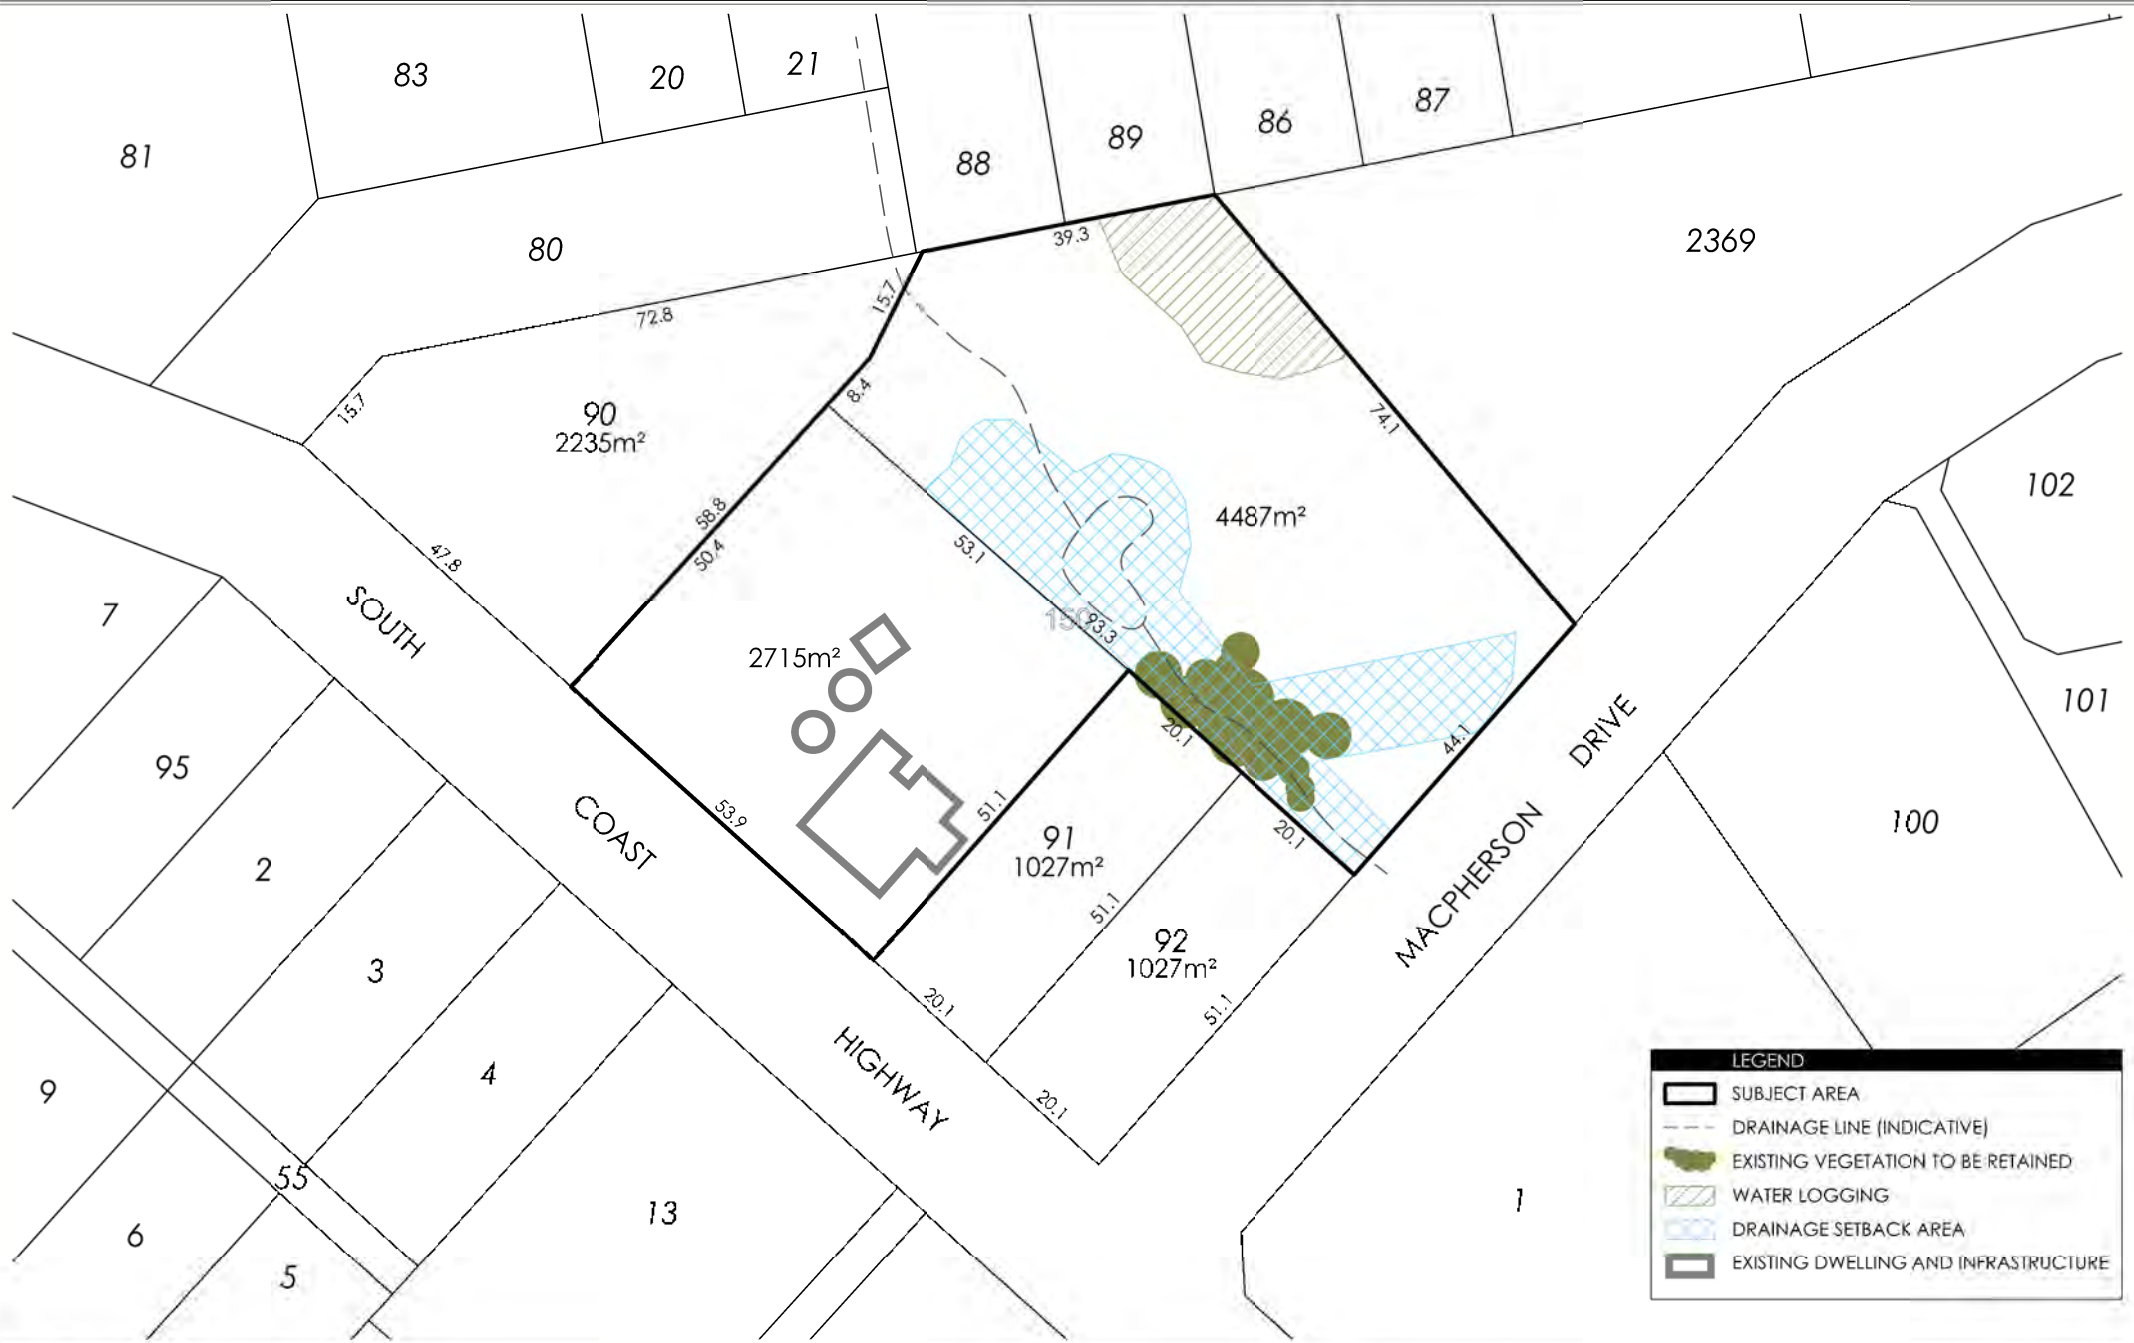 83
20
21
81
88
89
86
87
80
2369
39.3
15.7
72.8
8.4
15.7
90
2235m²
74.1
102
58.8
50.4
4487m²
53.1
47.8
93.3
7
SOUTH
2715m²
101
DRIVE
20.1
44.1
95
53.9
51.1
COAST
91
1027m²
20.1
100
MACPHERSON
2
51.1
92
1027m²
3
20.1
51.1
HIGHWAY
4
9
20.1
55
13
1
6
5
LEGEND
SUBJECT AREA
DRAINAGE LINE (INDICATIVE)
EXISTING VEGETATION TO BE RETAINED
WATER LOGGING
DRAINAGE SETBACK AREA
EXISTING DWELLING AND INFRASTRUCTURE